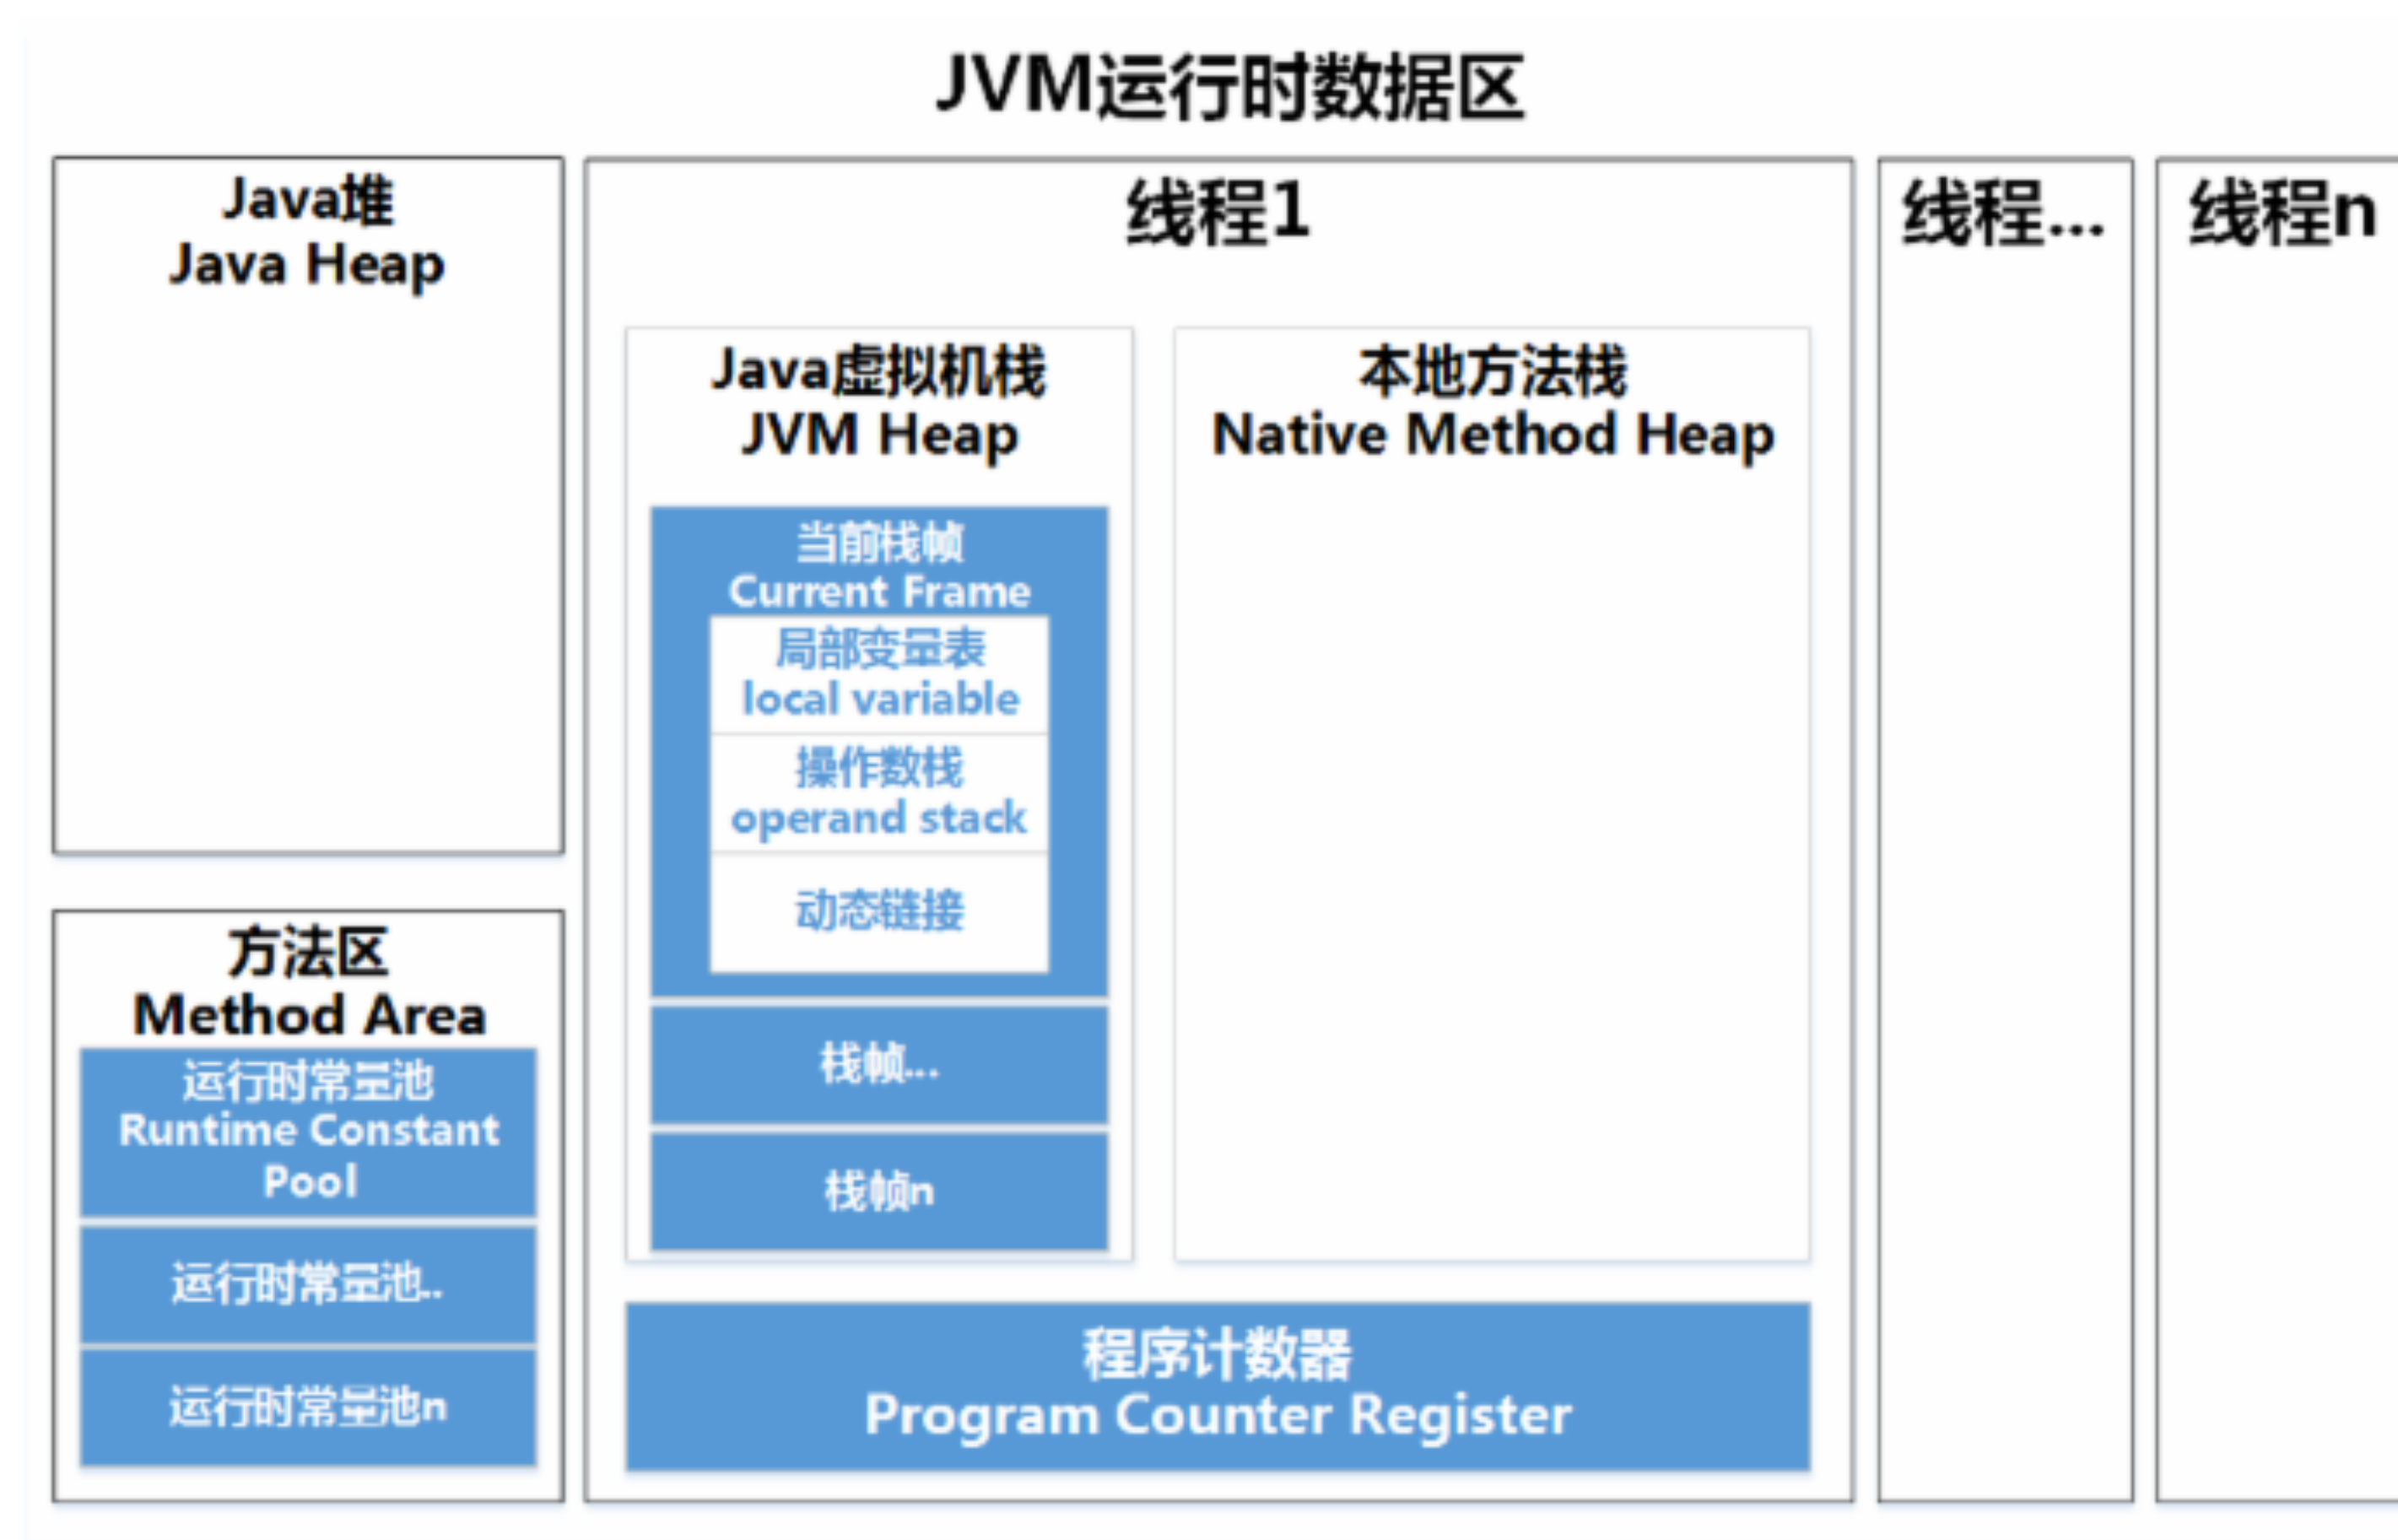 JVM运行时数据区
Java堆
Java Heap
方法区
Method Area
运行时常量池
Runtime Constant
Pool
运行时常量池..
运行时常量池n
线程1
Java虚拟机栈
JVM Heap
当前栈帧
Current Frame
局部变量表
local variable
操作数栈
operand stack
动态链接
栈帧...
栈帧n
本地方法栈
Native Method Heap
程序计数器
Program Counter Register
线程...
线程n